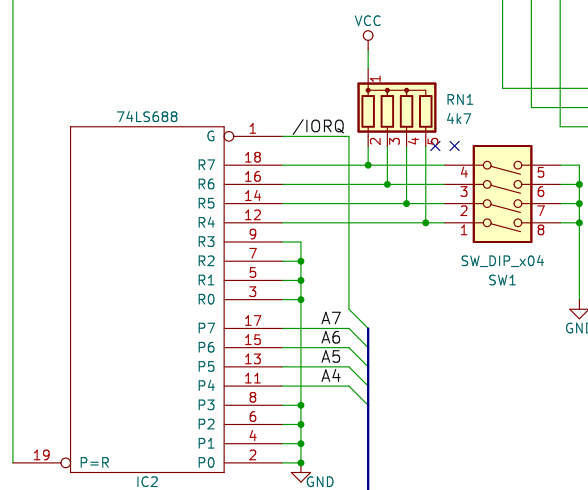 VCC
1
RN1
4k7
2 3 4 5
74LS688
G 1 /IORQ
R7 18
R6 16
R5 14
R4 12
R3 9
R2 7
R1 5
R0 3
P7 17 A7
P6 15 A6
P5 13 A5
P4 11 A4
P3 8
P2 6
P1 4
P0 2
19 P=R
IC2
GND
4 5
3 6
2 7
1 8
SW_DIP_x04
SW1
GND